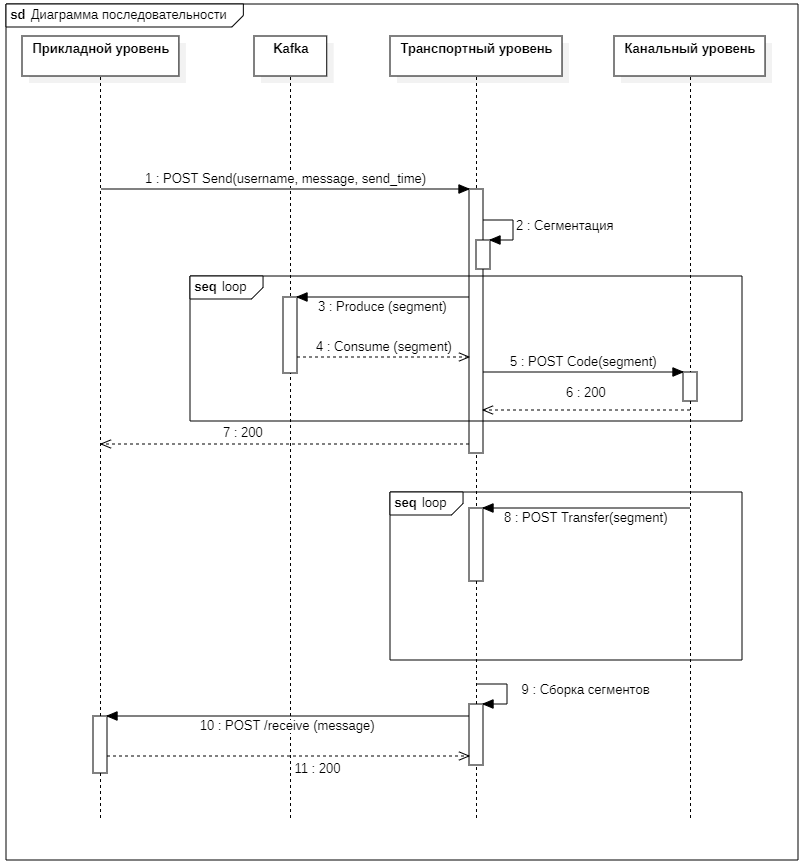 sd Диаграмма последовательности
Прикладной уровень
Kafka
Транспортный уровень
Канальный уровень
1 : POST Send(username, message, send_time)
2 : Сегментация
seq loop
3 : Produce (segment)
4 : Consume (segment)
5 : POST Code(segment)
6 : 200
7 : 200
seq loop
8 : POST Transfer(segment)
9 : Сборка сегментов
10 : POST /receive (message)
11 : 200